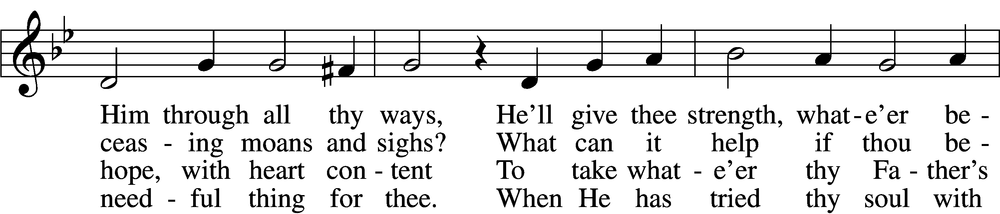 Him through all thy ways, He’ll give thee strength, what-e’er be -
ceas - ing moans and sighs? What can it help if thou be -
hope, with heart con - tent To take what - e’er thy Fa - ther’s
need - ful thing for thee. When He has tried thy soul with